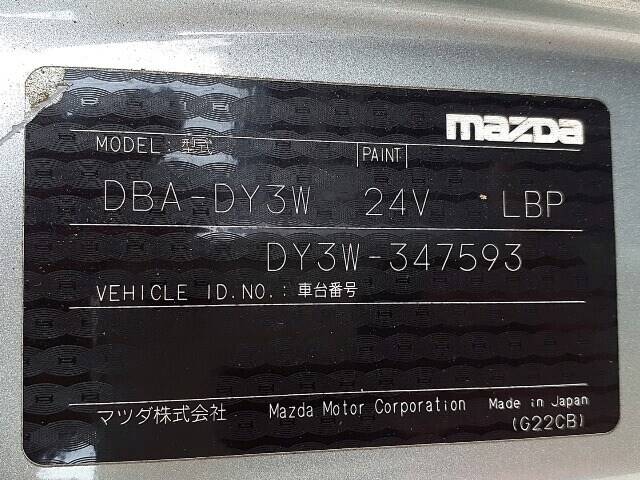 mazda
MODEL : 型式 PAINT
DBA-DY3W 24V LBP
DY3W-347593
VEHICLE ID.NO. : 車台番号
マツダ株式会社 Mazda Motor Corporation Made in Japan
(G22CB)